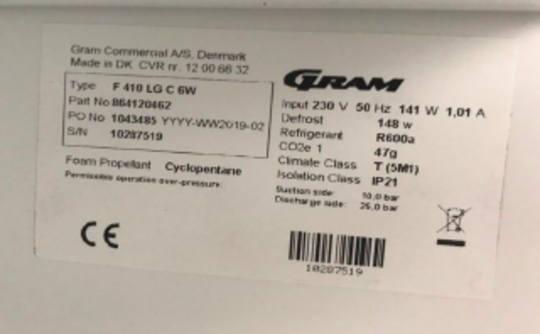 Gram Commercial A/S, Denmark
Made in DK. CVR nr. 12 00 66 32
Type F 410 LG C 6W
Part No 864120462
PO No 1043485 YYYY-WW2019-02
S/N 10287519
Foam Propellant Cyclopentane
Permissible operation over-pressure:
GRAM
Input 230 V 50 Hz 141 W 1,01 A
Defrost 148 w
Refrigerant R600a
CO2e 1 47g
Climate Class T (5M1)
Isolation Class IP21
Suction side: 10,0 bar
Discharge side: 25,0 bar
CE
10287519